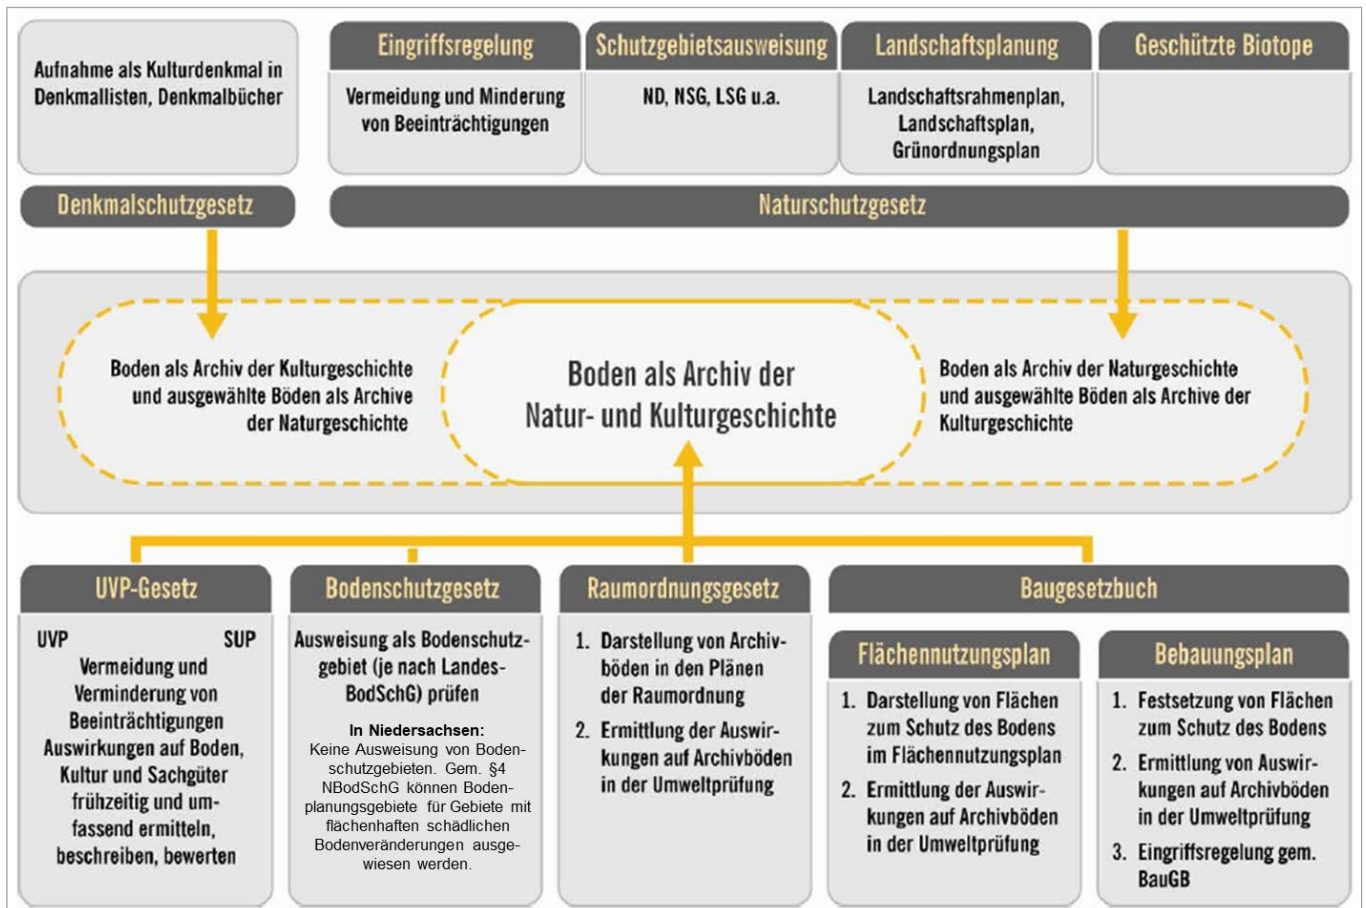 Aufnahme als Kulturdenkmal in
Denkmallisten, Denkmalbücher
Denkmalschutzgesetz
Eingriffsregelung
Vermeidung und Minderung
von Beeinträchtigungen
Schutzgebietsausweisung
ND, NSG, LSG u.a.
Landschaftsplanung
Landschaftsrahmenplan,
Landschaftsplan,
Grünordnungsplan
Geschützte Biotope
Naturschutzgesetz
Boden als Archiv der Kulturgeschichte
und ausgewählte Böden als Archive
der Naturgeschichte
Boden als Archiv der
Natur- und Kulturgeschichte
Boden als Archiv der Naturgeschichte
und ausgewählte Böden als Archive der
Kulturgeschichte
UVP-Gesetz
UVP SUP
Vermeidung und
Verminderung von
Beeinträchtigungen
Auswirkungen auf Boden,
Kultur und Sachgüter
frühzeitig und um-
fassend ermitteln,
beschreiben, bewerten
Bodenschutzgesetz
Ausweisung als Bodenschutz-
gebiet (je nach Landes-
BodSchG) prüfen
In Niedersachsen:
Keine Ausweisung von Boden-
schutzgebieten. Gem. §4
NBodSchG können Boden-
planungsgebiete für Gebiete mit
flächenhaften schädlichen
Bodenveränderungen ausge-
wiesen werden.
Raumordnungsgesetz
1. Darstellung von Archiv-
böden in den Plänen
der Raumordnung
2. Ermittlung der Auswir-
kungen auf Archivböden
in der Umweltprüfung
Baugesetzbuch
Flächennutzungsplan
1. Darstellung von Flächen
zum Schutz des Bodens
im Flächennutzungsplan
2. Ermittlung der Auswir-
kungen auf Archivböden
in der Umweltprüfung
Bebauungsplan
1. Festsetzung von Flächen
zum Schutz des Bodens
2. Ermittlung von Auswir-
kungen auf Archivböden
in der Umweltprüfung
3. Eingriffsregelung gem.
BauGB